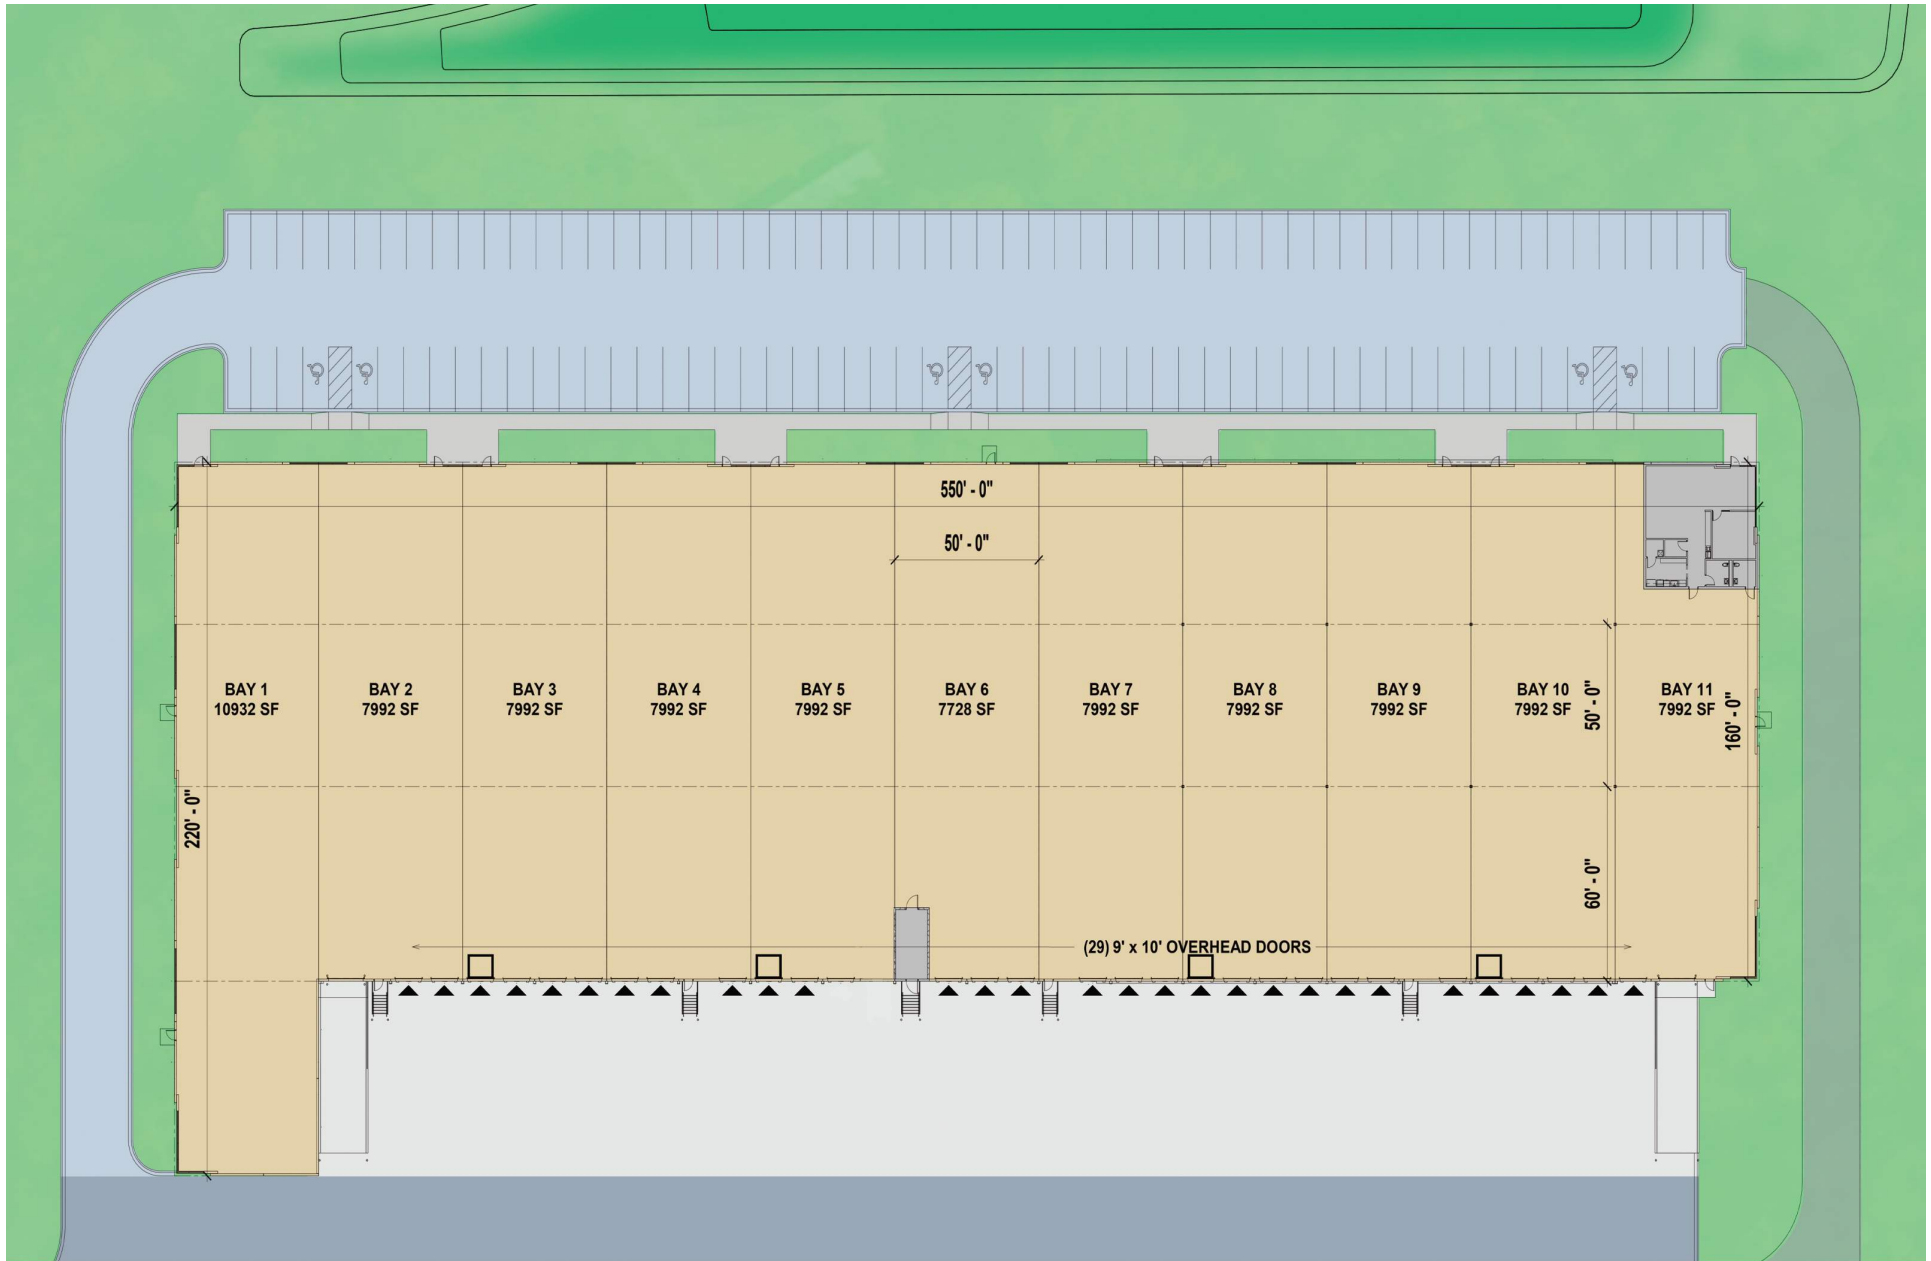 550' - 0"
50' - 0"
BAY 1
10932 SF
BAY 2
7992 SF
BAY 3
7992 SF
BAY 4
7992 SF
BAY 5
7992 SF
BAY 6
7728 SF
BAY 7
7992 SF
BAY 8
7992 SF
BAY 9
7992 SF
BAY 10
7992 SF
50' - 0"
BAY 11
7992 SF
160' - 0"
220' - 0"
60' - 0"
(29) 9' x 10' OVERHEAD DOORS